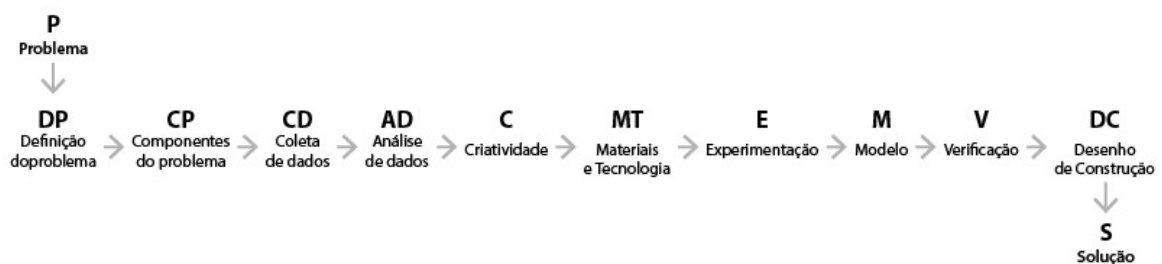 P
Problema
DP
Definição
doproblema
CP
Componentes
do problema
CD
Coleta
de dados
AD
Análise
de dados
C
Criatividade
MT
Materiais
e Tecnologia
E
Experimentação
M
Modelo
V
Verificação
DC
Desenho
de Construção
S
Solução